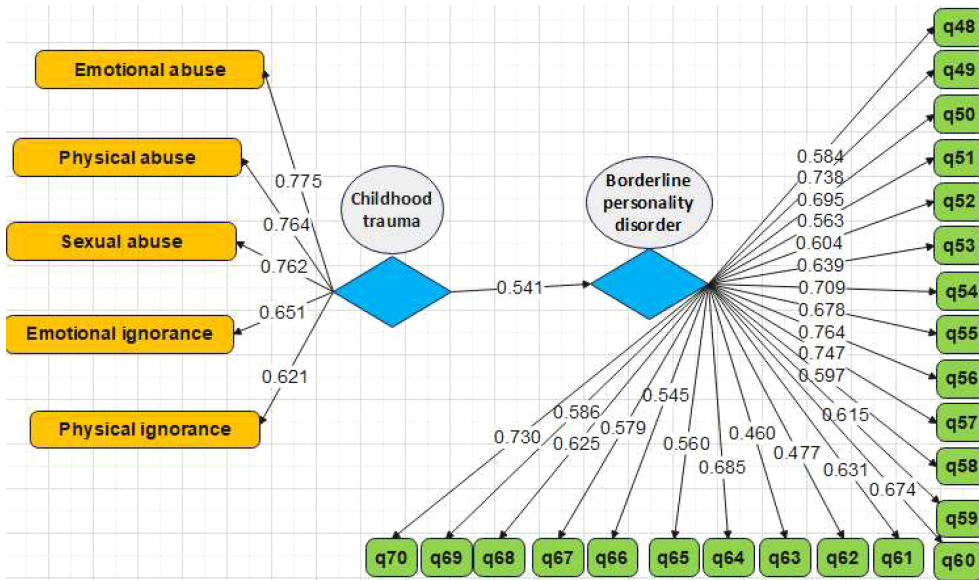 Emotional abuse
Physical abuse
Sexual abuse
Emotional ignorance
Physical ignorance
0.775
0.764
0.762
0.651
0.621
Childhood
trauma
0.541
Borderline
personality
disorder
0.584
0.738
0.695
0.563
0.604
0.639
0.709
0.678
0.764
0.747
0.597
0.615
0.674
0.631
0.477
0.460
0.685
0.560
0.545
0.579
0.625
0.586
0.730
q48
q49
q50
q51
q52
q53
q54
q55
q56
q57
q58
q59
q60
q70
q69
q68
q67
q66
q65
q64
q63
q62
q61